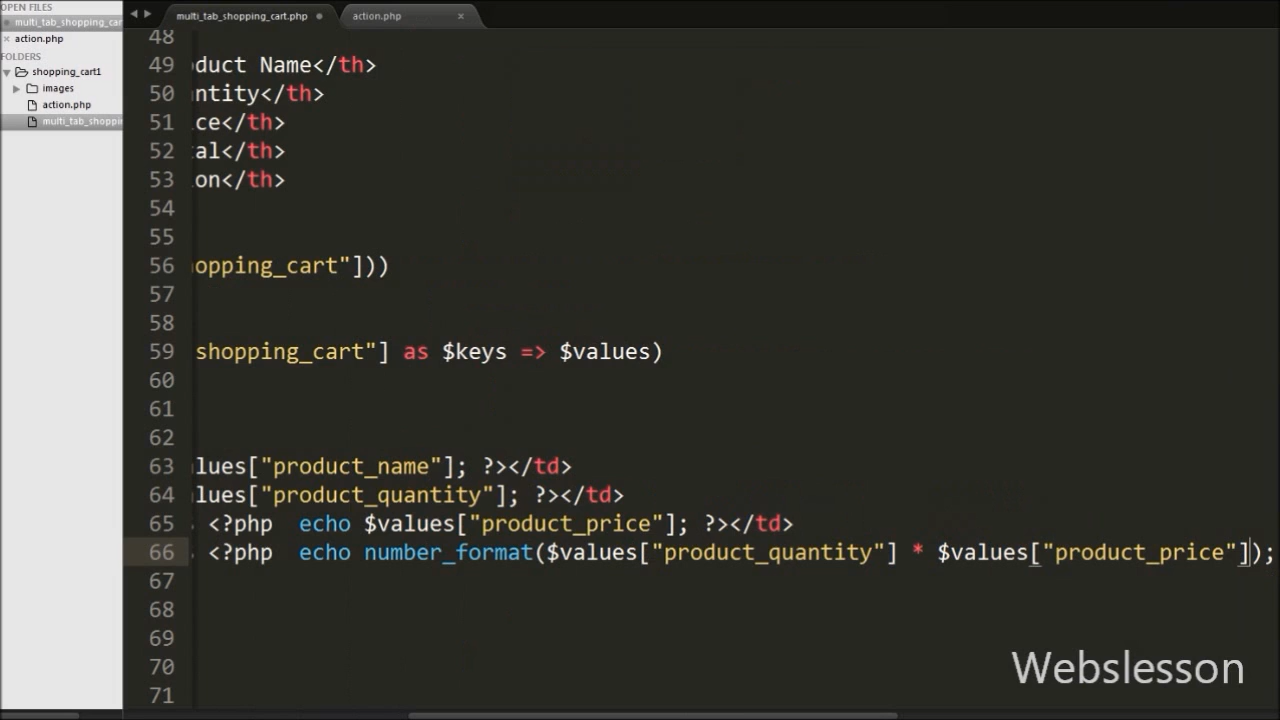 OPEN FILES
multi_tab_shopping_car
action.php
FOLDERS
shopping_cart1
images
action.php
multi_tab_shoppi
multi_tab_shopping_cart.php
action.php
48
49 duct Name</th>
50 ntity</th>
51 ce</th>
52 al</th>
53 on</th>
54
55
56 opping_cart"]))
57
58
59 shopping_cart"] as $keys => $values)
60
61
62
63 lues["product_name"]; ?></td>
64 lues["product_quantity"]; ?></td>
65 <?php echo $values["product_price"]; ?></td>
66 <?php echo number_format($values["product_quantity"] * $values["product_price"]);
67
68
69
70
71
Webslesson